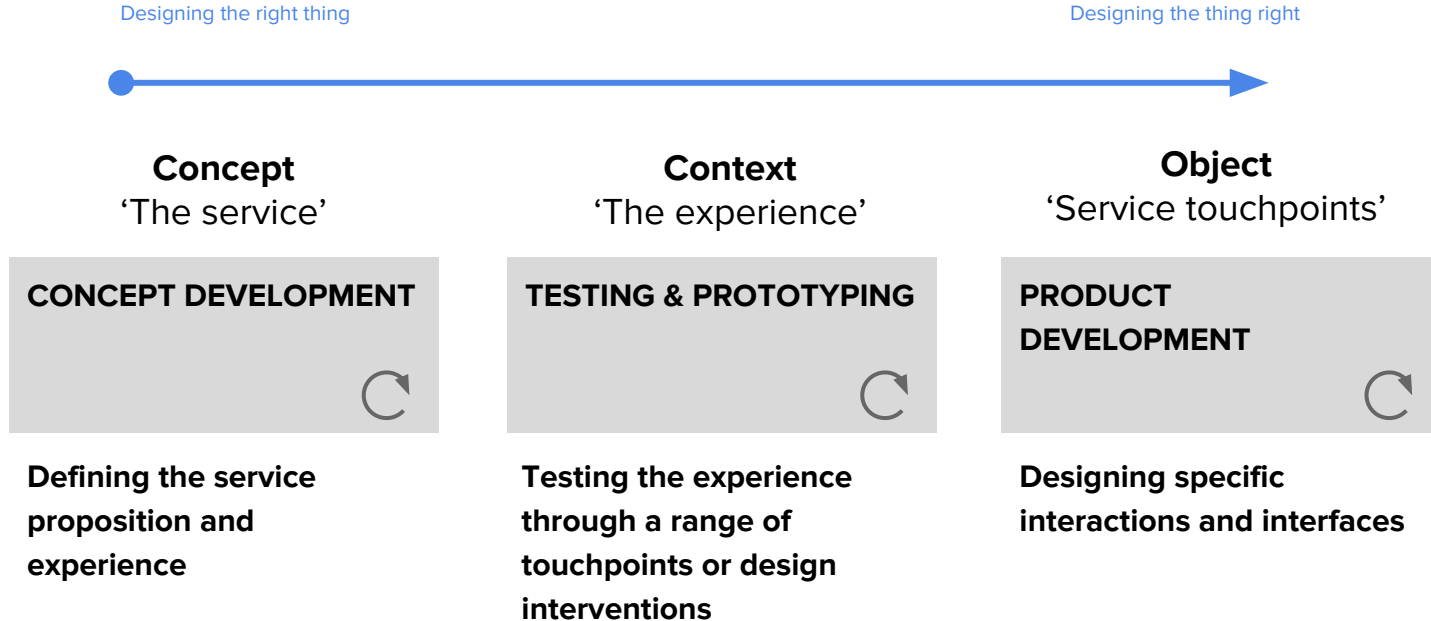 Designing the right thing
Designing the thing right
Concept
‘The service’
Context
‘The experience’
Object
‘Service touchpoints’
CONCEPT DEVELOPMENT
TESTING & PROTOTYPING
PRODUCT
DEVELOPMENT
Defining the service
proposition and
experience
Testing the experience
through a range of
touchpoints or design
interventions
Designing specific
interactions and interfaces